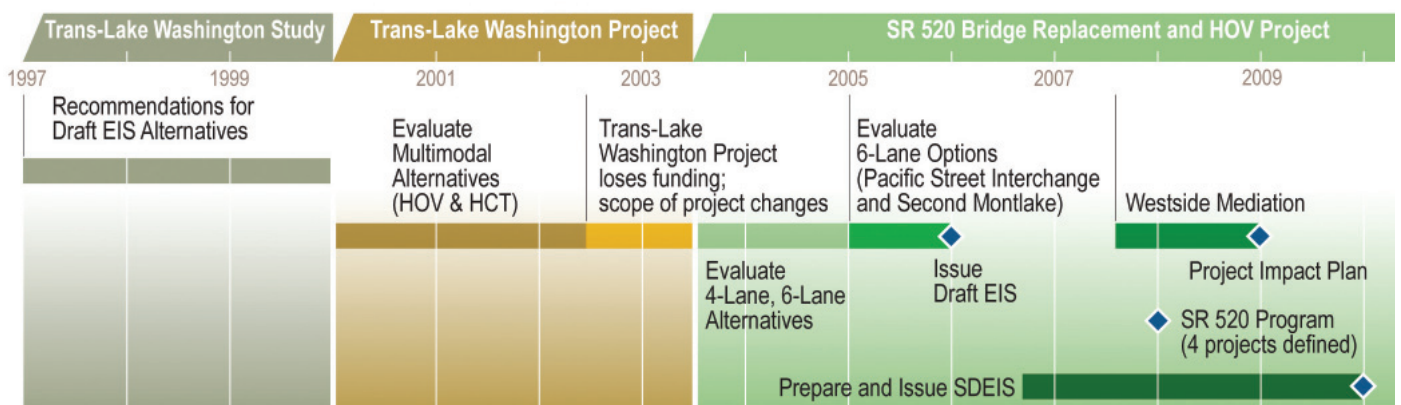 Trans-Lake Washington Study
Trans-Lake Washington Project
SR 520 Bridge Replacement and HOV Project
1997
1999
2001
2003
2005
2007
2009
Recommendations for
Draft EIS Alternatives
Evaluate
Multimodal
Alternatives
(HOV & HCT)
Trans-Lake
Washington Project
loses funding;
scope of project changes
Evaluate
6-Lane Options
(Pacific Street Interchange
and Second Montlake)
Westside Mediation
Evaluate
4-Lane, 6-Lane
Alternatives
Issue
Draft EIS
Project Impact Plan
SR 520 Program
(4 projects defined)
Prepare and Issue SDEIS